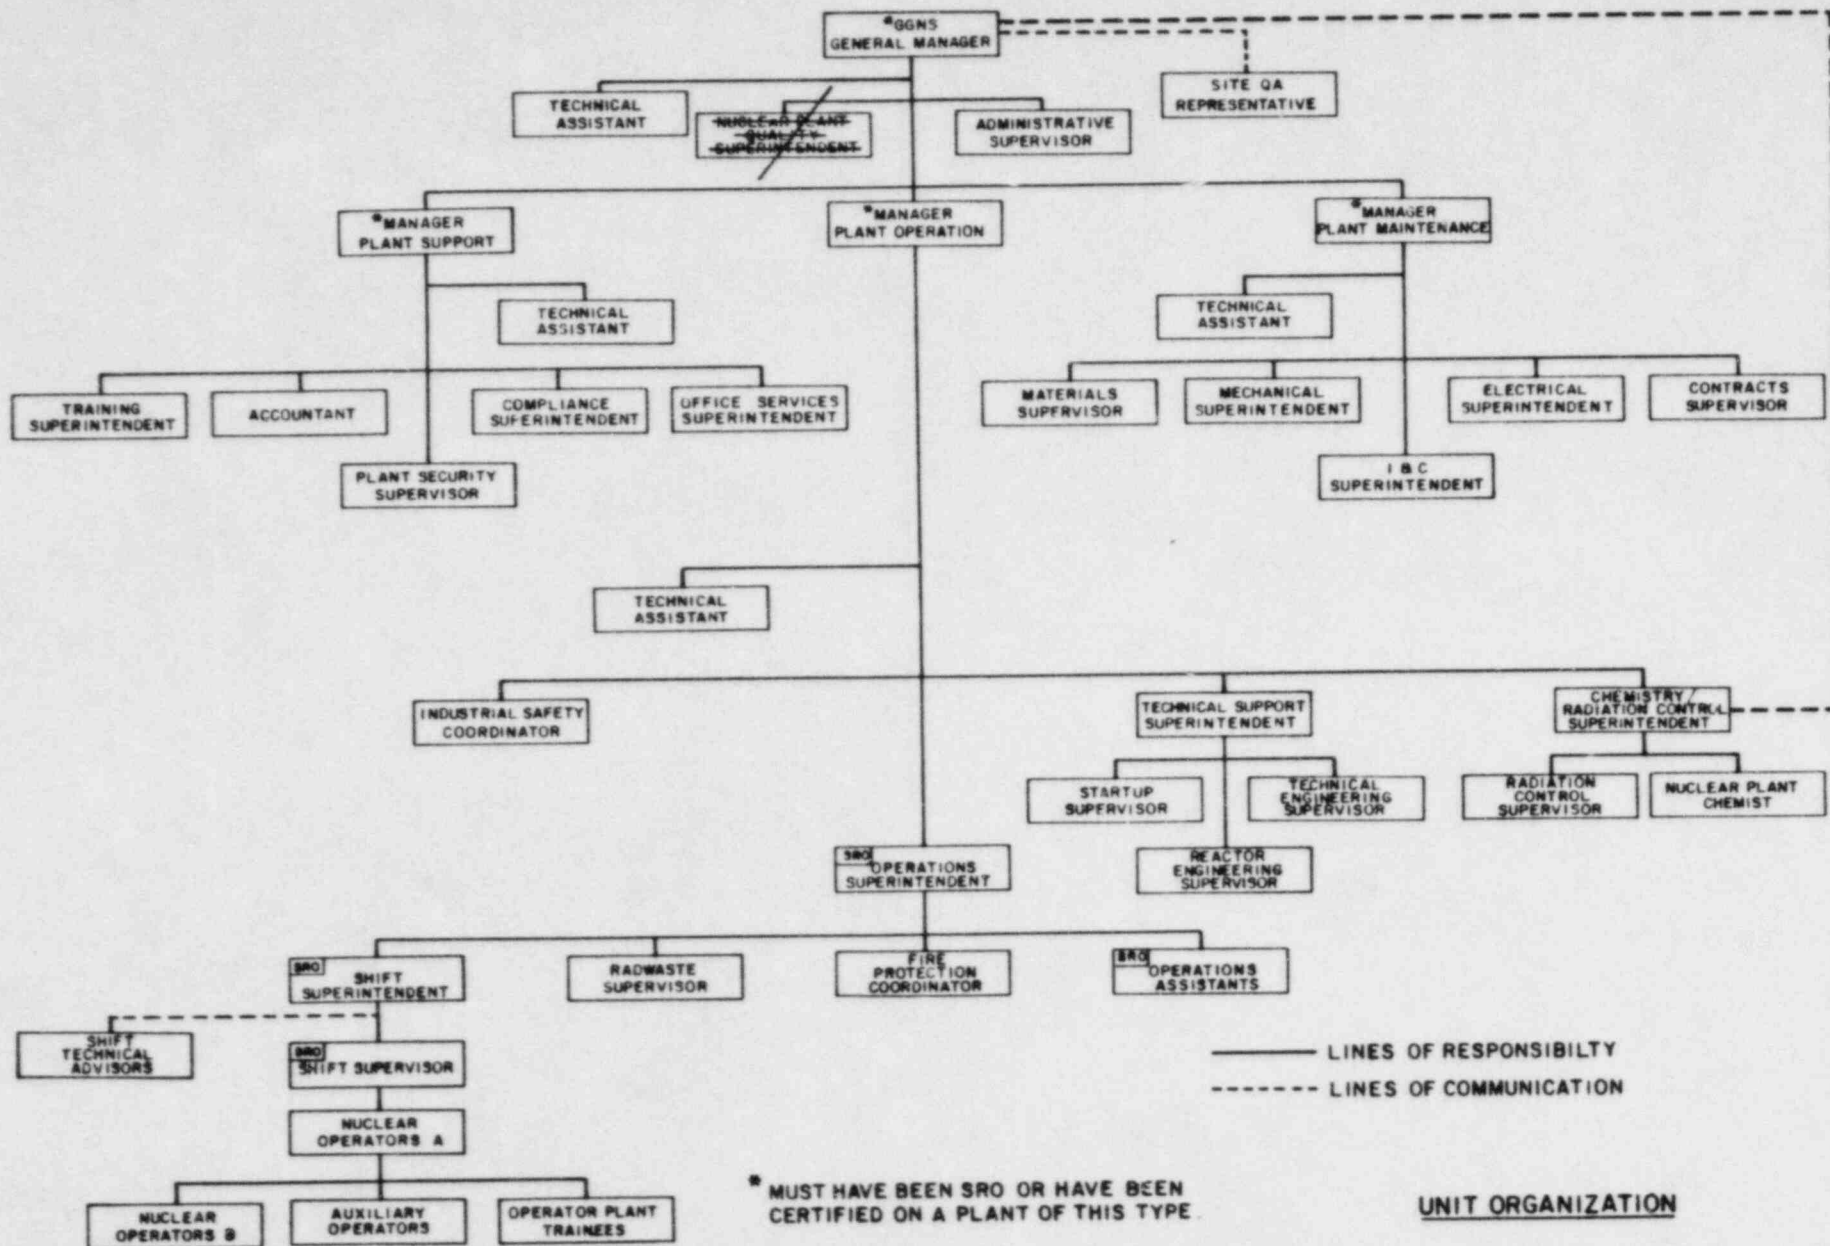 *GGNS
GENERAL MANAGER
SITE QA
REPRESENTATIVE
TECHNICAL
ASSISTANT
NUCLEAR PLANT
QUALITY
SUPERINTENDENT
ADMINISTRATIVE
SUPERVISOR
*MANAGER
PLANT SUPPORT
*MANAGER
PLANT OPERATION
*MANAGER
PLANT MAINTENANCE
TECHNICAL
ASSISTANT
TECHNICAL
ASSISTANT
TRAINING
SUPERINTENDENT
ACCOUNTANT
COMPLIANCE
SUPERINTENDENT
OFFICE SERVICES
SUPERINTENDENT
MATERIALS
SUPERVISOR
MECHANICAL
SUPERINTENDENT
ELECTRICAL
SUPERINTENDENT
CONTRACTS
SUPERVISOR
PLANT SECURITY
SUPERVISOR
I & C
SUPERINTENDENT
TECHNICAL
ASSISTANT
INDUSTRIAL SAFETY
COORDINATOR
TECHNICAL SUPPORT
SUPERINTENDENT
CHEMISTRY/
RADIATION CONTROL
SUPERINTENDENT
STARTUP
SUPERVISOR
TECHNICAL
ENGINEERING
SUPERVISOR
RADIATION
CONTROL
SUPERVISOR
NUCLEAR PLANT
CHEMIST
SRO
OPERATIONS
SUPERINTENDENT
REACTOR
ENGINEERING
SUPERVISOR
SRO
SHIFT
SUPERINTENDENT
RADWASTE
SUPERVISOR
FIRE
PROTECTION
COORDINATOR
SRO
OPERATIONS
ASSISTANTS
SHIFT
TECHNICAL
ADVISORS
SRO
SHIFT SUPERVISOR
LINES OF RESPONSIBILTY
LINES OF COMMUNICATION
NUCLEAR
OPERATORS A
NUCLEAR
OPERATORS B
AUXILIARY
OPERATORS
OPERATOR PLANT
TRAINEES
* MUST HAVE BEEN SRO OR HAVE BEEN
CERTIFIED ON A PLANT OF THIS TYPE.
UNIT ORGANIZATION